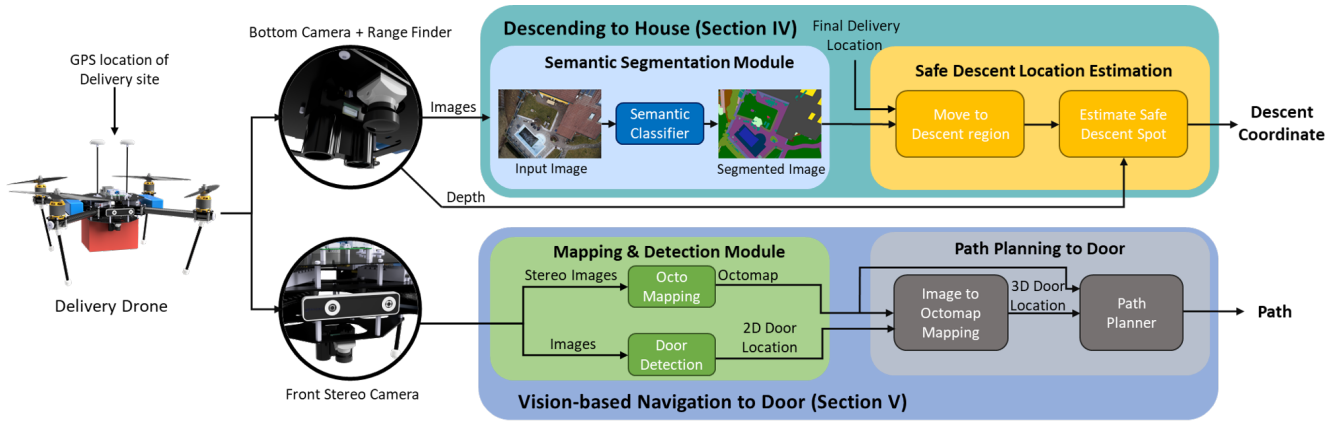 GPS location of
Delivery site
Delivery Drone
Bottom Camera + Range Finder
Front Stereo Camera
Descending to House (Section IV)
Semantic Segmentation Module
Images
Input Image
Semantic
Classifier
Segmented Image
Depth
Final Delivery
Location
Safe Descent Location Estimation
Move to
Descent region
Estimate Safe
Descent Spot
Descent
Coordinate
Mapping & Detection Module
Stereo Images
Octo
Mapping
Octomap
Images
Door
Detection
2D Door
Location
Path Planning to Door
Image to
Octomap
Mapping
3D Door
Location
Path
Planner
Path
Vision-based Navigation to Door (Section V)